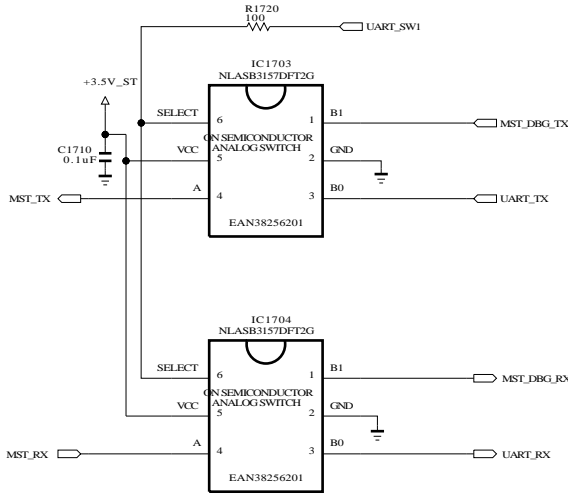 R1720
100
UART_SW1
IC1703
NLASB3157DFT2G
+3.5V_ST
SELECT
6
1
B1
MST_DBG_TX
ON SEMICONDUCTOR
C1710
0.1uF
VCC
5
ANALOG SWITCH
2
GND
A
B0
MST_TX
4
3
UART_TX
EAN38256201
IC1704
NLASB3157DFT2G
SELECT
6
1
B1
MST_DBG_RX
ON SEMICONDUCTOR
VCC
5
ANALOG SWITCH
2
GND
A
B0
MST_RX
4
3
UART_RX
EAN38256201